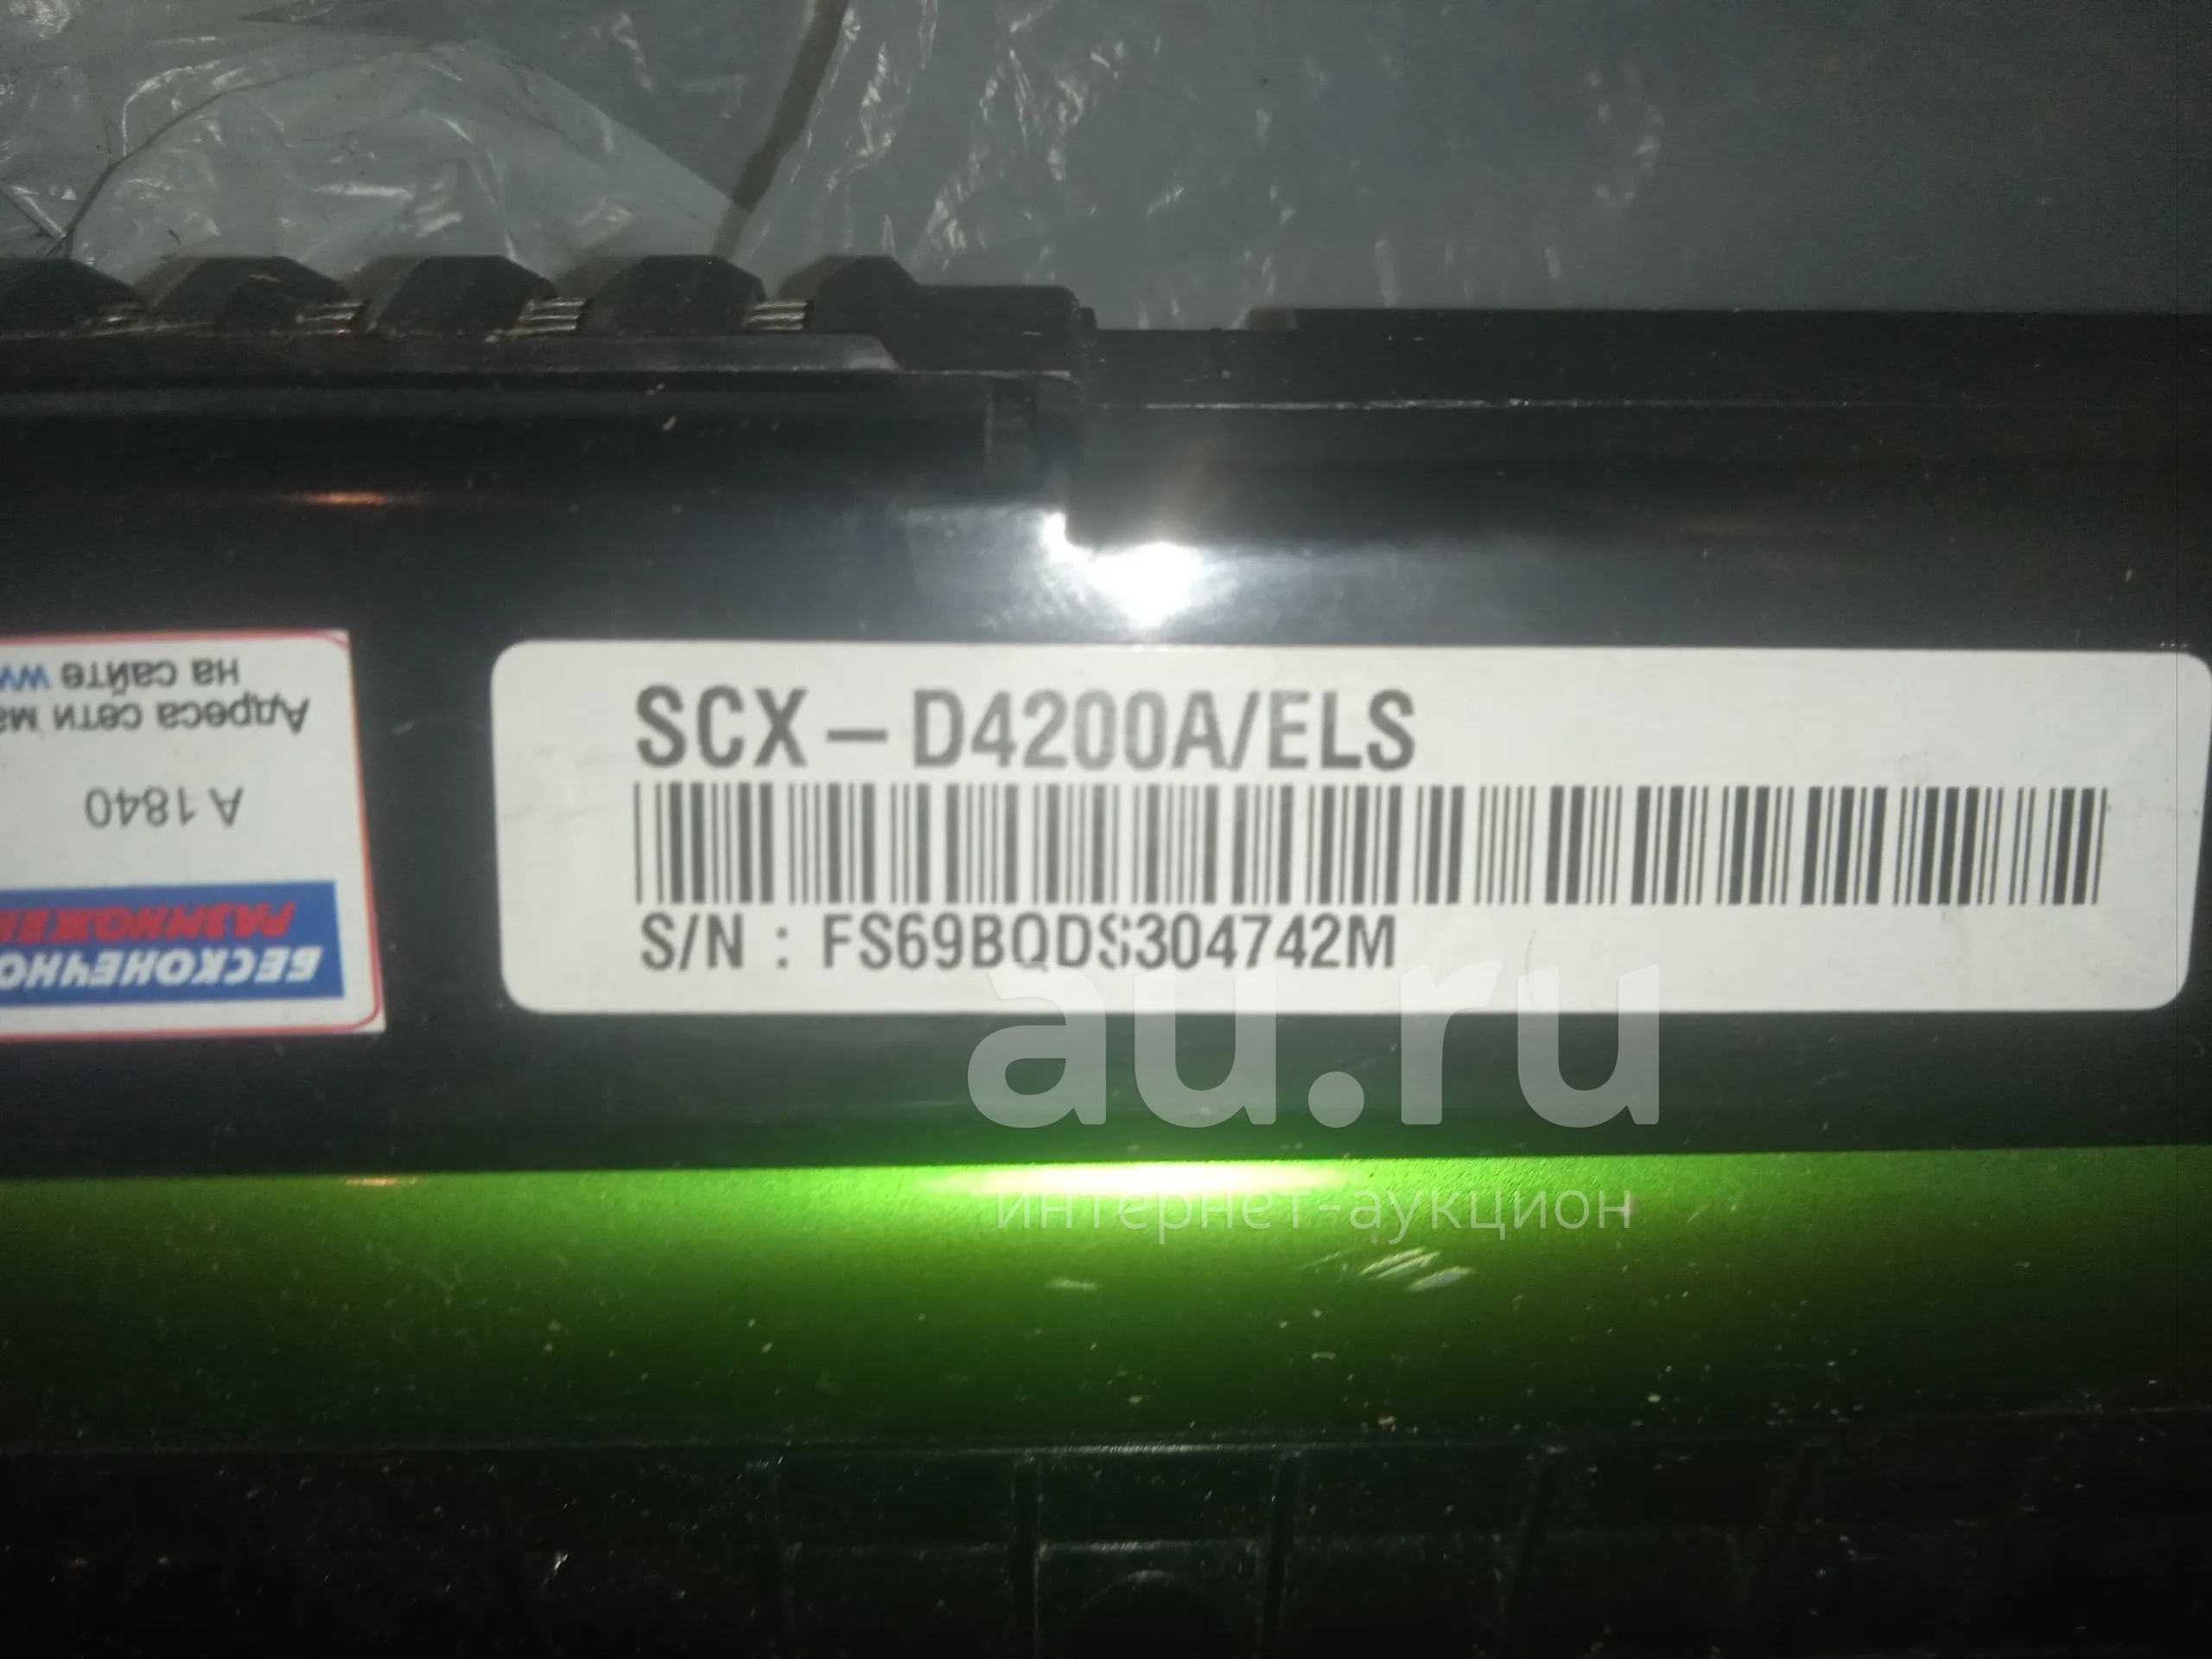 SCX-D4200A/ELS
S/N : FS69BQDS304742M
Адреса сети
на сайте
A 1840
au.ru
интернет-аукцион